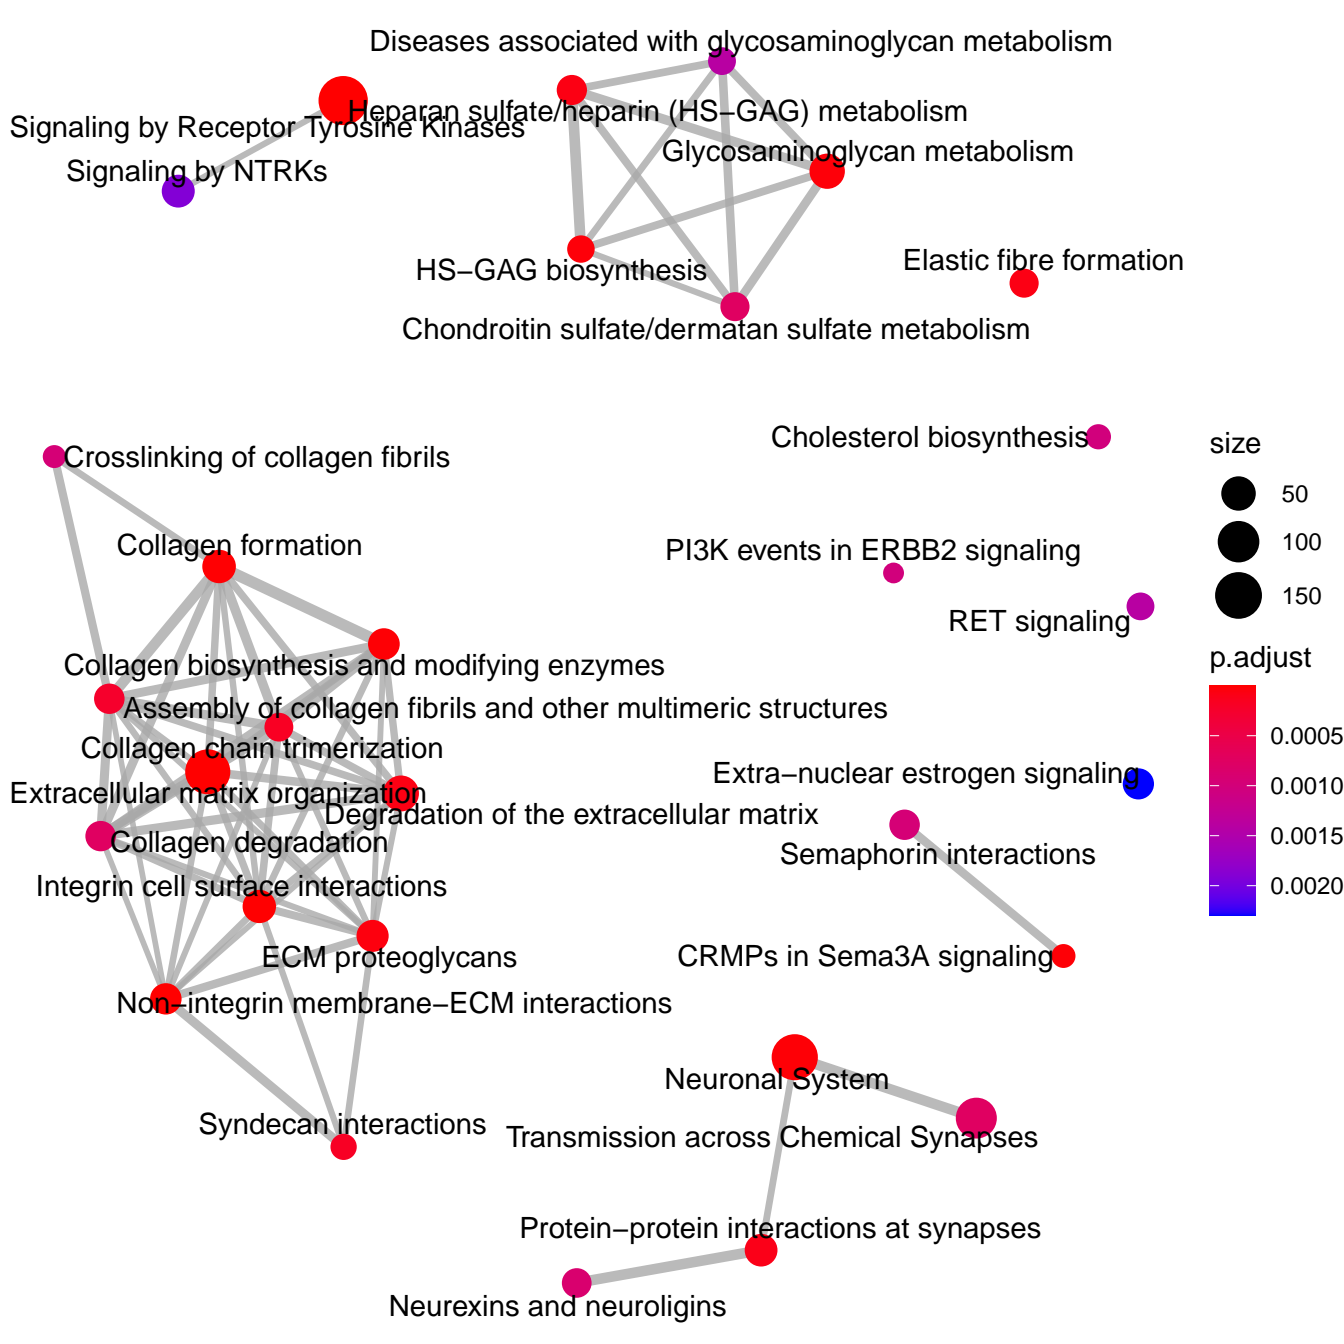 Diseases associated with glycosaminoglycan metabolism
Heparan sulfate/heparin (HS−GAG) metabolism
Signaling by Receptor Tyrosine Kinases
Glycosaminoglycan metabolism
Signaling by NTRKs
Elastic fibre formation
HS−GAG biosynthesis
Chondroitin sulfate/dermatan sulfate metabolism
Cholesterol biosynthesis
Crosslinking of collagen fibrils
Collagen formation
PI3K events in ERBB2 signaling
RET signaling
Collagen biosynthesis and modifying enzymes
Assembly of collagen fibrils and other multimeric structures
Collagen chain trimerization
Extra−nuclear estrogen signaling
Extracellular matrix organization
Degradation of the extracellular matrix
Collagen degradation
Semaphorin interactions
Integrin cell surface interactions
ECM proteoglycans
CRMPs in Sema3A signaling
Non−integrin membrane−ECM interactions
Neuronal System
Syndecan interactions
Transmission across Chemical Synapses
Protein−protein interactions at synapses
Neurexins and neuroligins
size
50
100
150
p.adjust
0.0005
0.0010
0.0015
0.0020